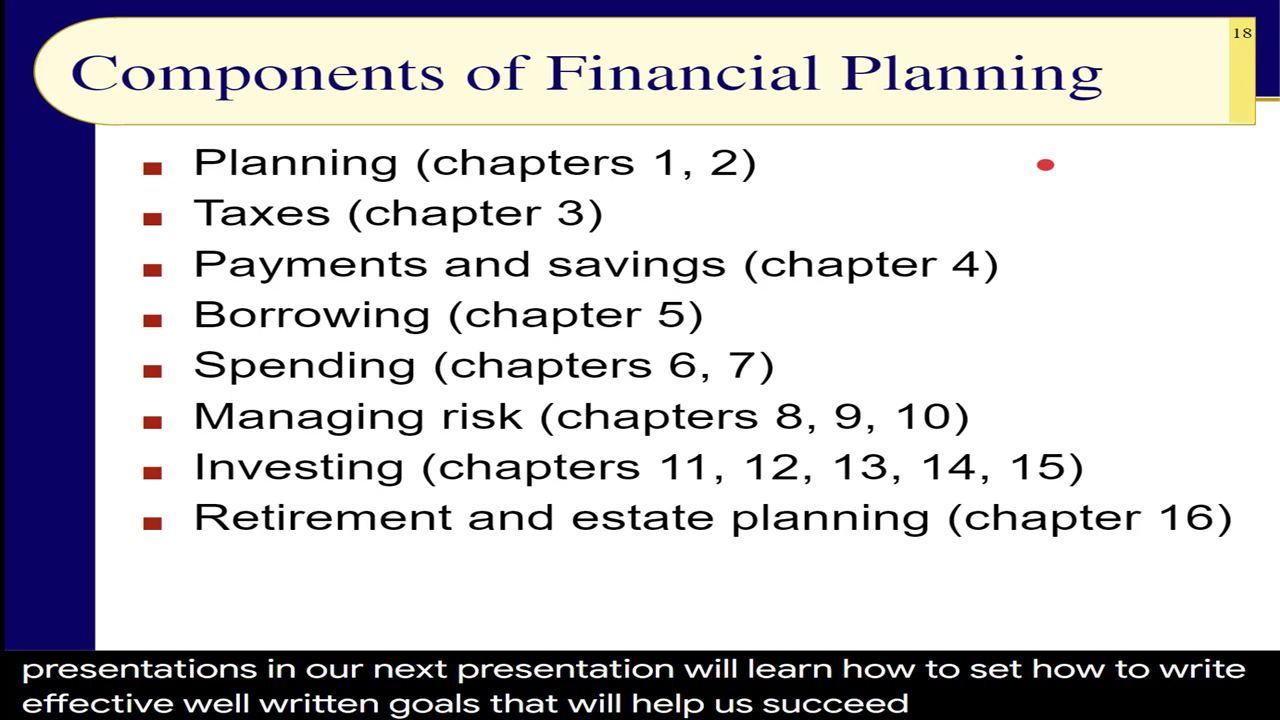 18
Components of Financial Planning
Planning (chapters 1, 2)
Taxes (chapter 3)
Payments and savings (chapter 4)
Borrowing (chapter 5)
Spending (chapters 6, 7)
Managing risk (chapters 8, 9, 10)
Investing (chapters 11, 12, 13, 14, 15)
Retirement and estate planning (chapter 16)
presentations in our next presentation will learn how to set how to write
effective well written goals that will help us succeed